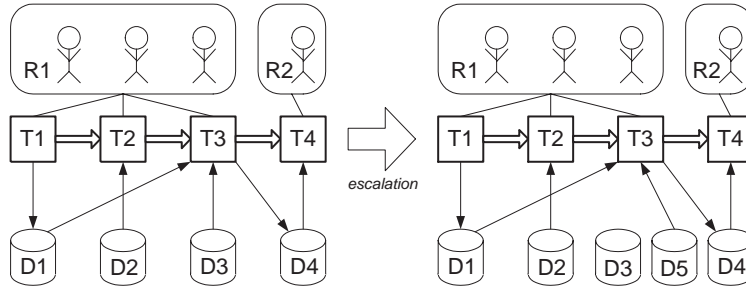 R1 R2 R1 R2
T1 T2 T3 T4 T1 T2 T3 T4
escalation
D1 D2 D3 D4 D1 D2 D3 D5 D4